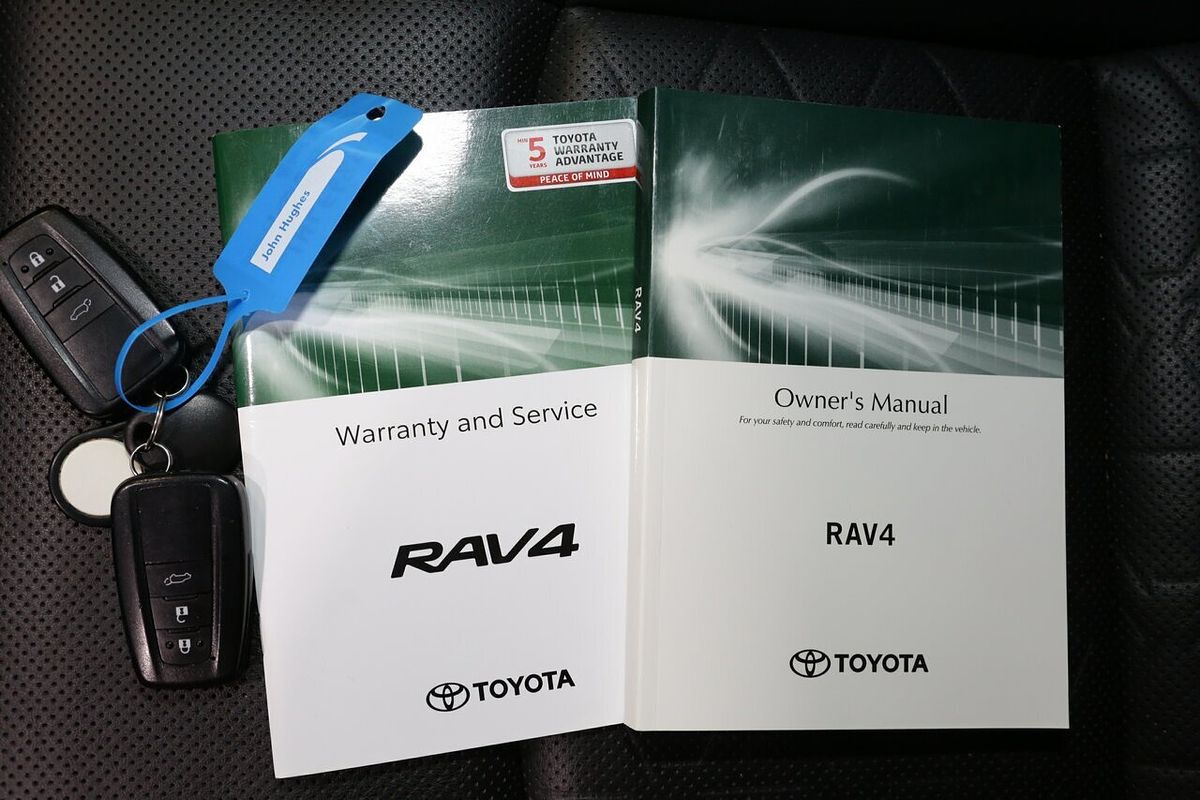 John Hughes
MIN
5
YEARS
TOYOTA
WARRANTY
ADVANTAGE
PEACE OF MIND
Warranty and Service
RAV4
TOYOTA
RAV4
Owner's Manual
For your safety and comfort, read carefully and keep in the vehicle.
RAV4
TOYOTA